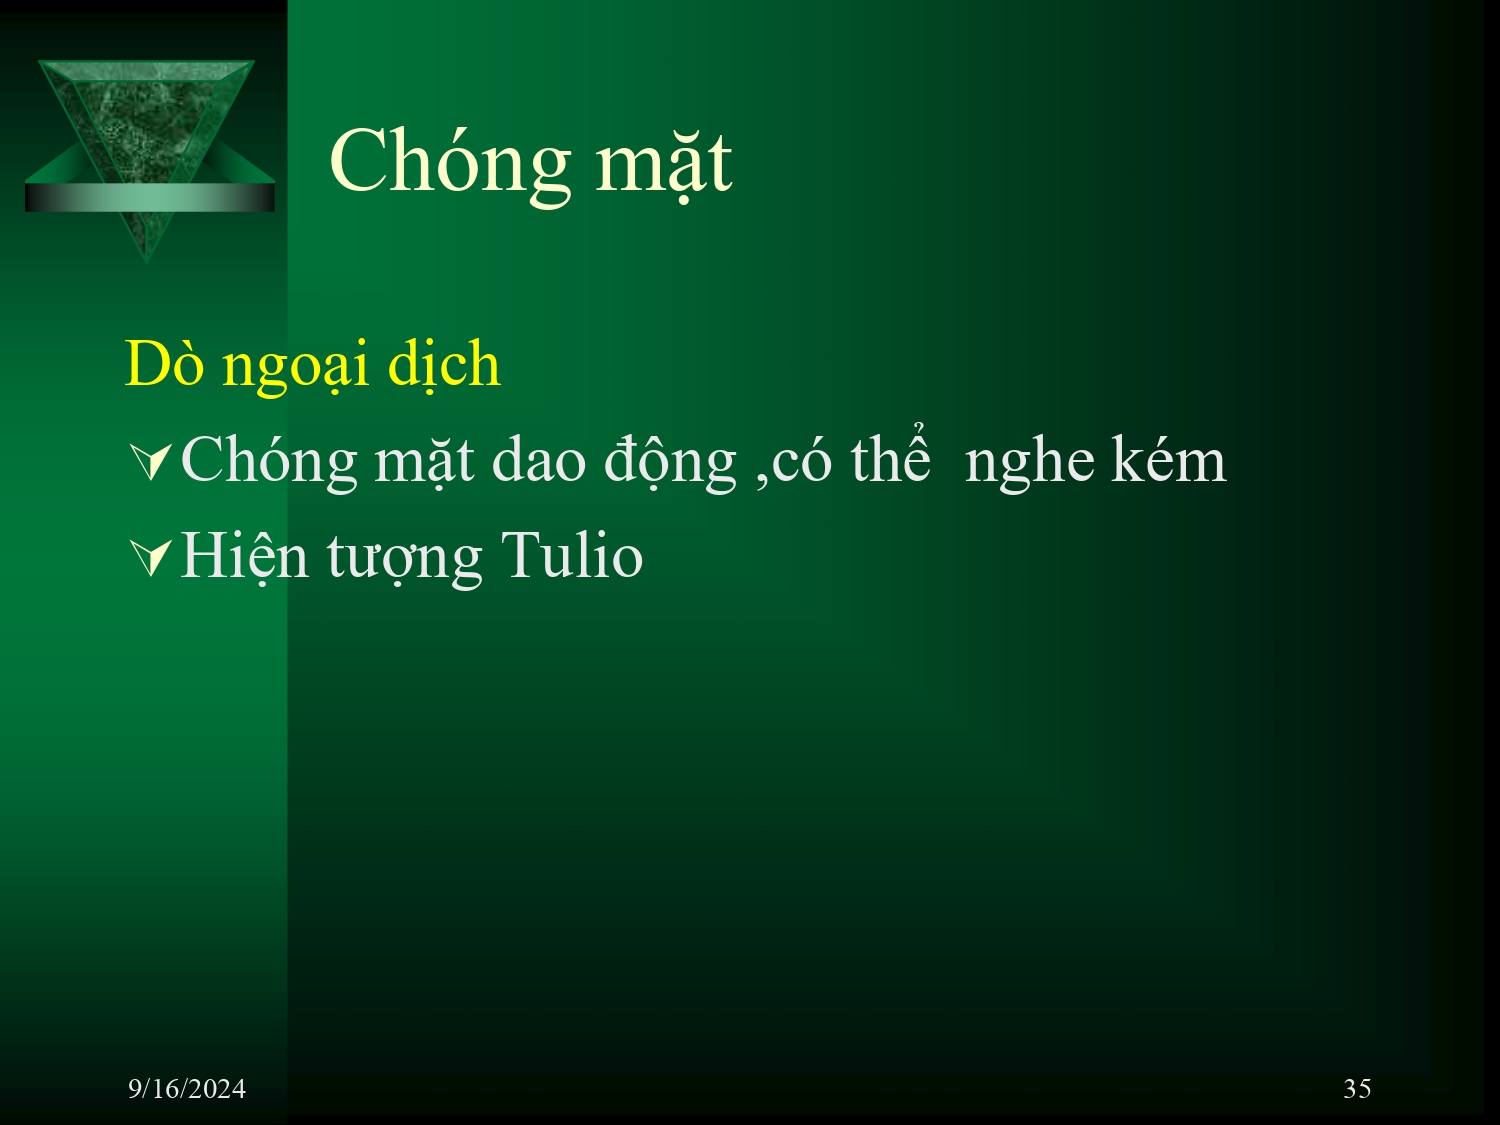 Chóng mặt
Dò ngoại dịch
Chóng mặt dao động ,có thể  nghe kém
Hiện tượng Tulio
9/16/2024
35